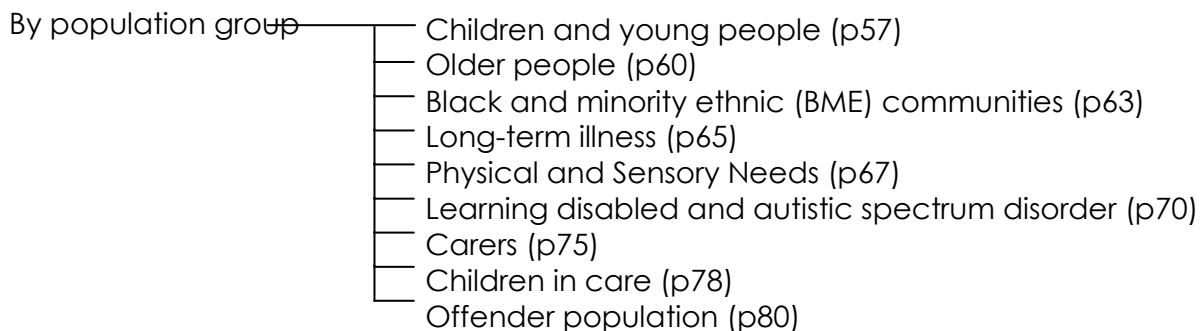 By population group
Children and young people (p57)
Older people (p60)
Black and minority ethnic (BME) communities (p63)
Long-term illness (p65)
Physical and Sensory Needs (p67)
Learning disabled and autistic spectrum disorder (p70)
Carers (p75)
Children in care (p78)
Offender population (p80)